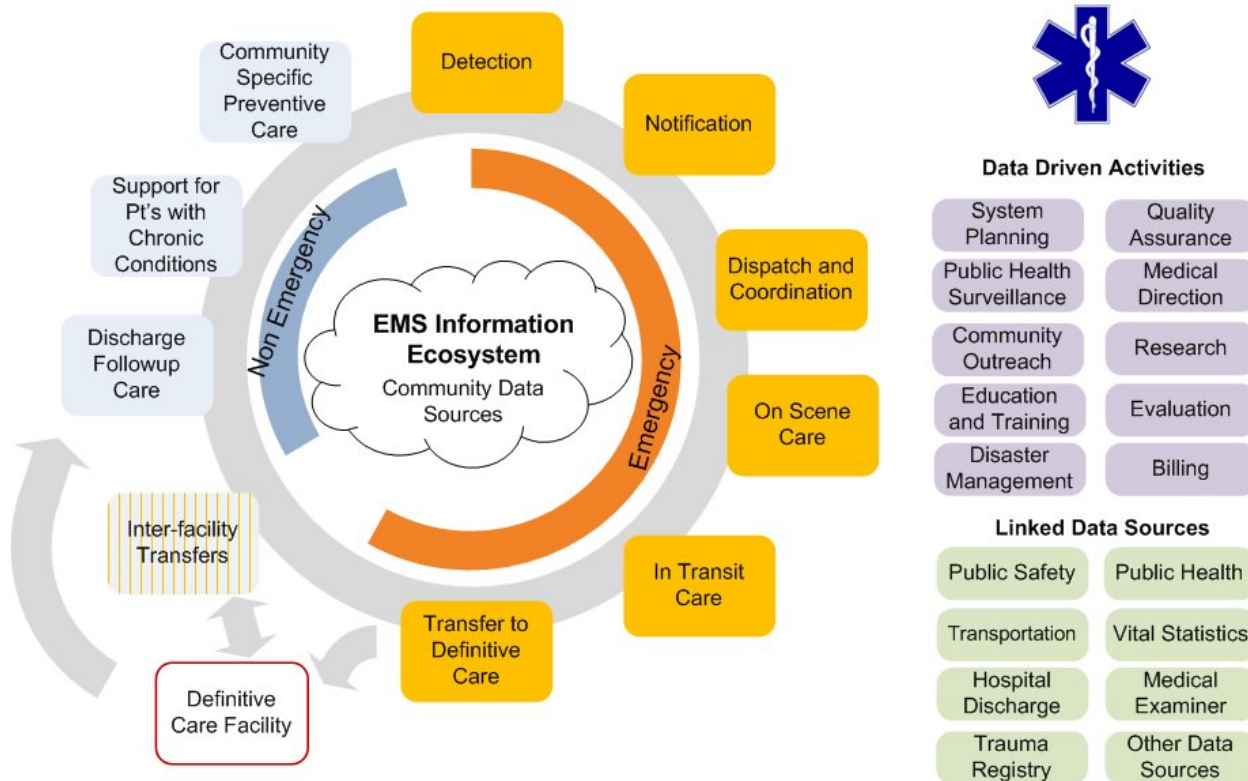 Community
Specific
Preventive
Care
Detection
Notification
Dispatch and
Coordination
On Scene
Care
In Transit
Care
Transfer to
Definitive
Care
Definitive
Care Facility
Inter-facility
Transfers
Discharge
Followup
Care
Support for
Pt's with
Chronic
Conditions
Non Emergency
Emergency
EMS Information
Ecosystem
Community Data
Sources
Data Driven Activities
System
Planning
Quality
Assurance
Public Health
Surveillance
Medical
Direction
Community
Outreach
Research
Education
and Training
Evaluation
Disaster
Management
Billing
Linked Data Sources
Public Safety
Public Health
Transportation
Vital Statistics
Hospital
Discharge
Medical
Examiner
Trauma
Registry
Other Data
Sources